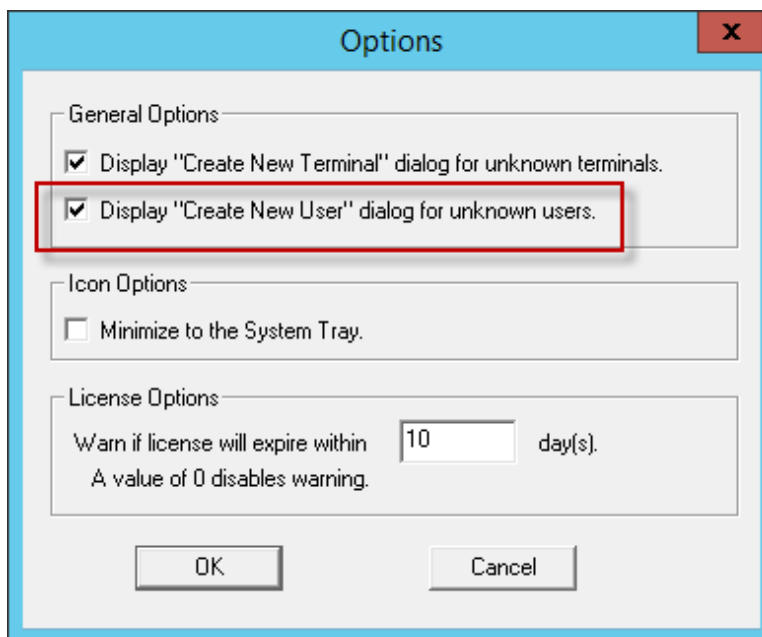 Options
x
General Options
Display "Create New Terminal" dialog for unknown terminals.
Display "Create New User" dialog for unknown users.
Icon Options
Minimize to the System Tray.
License Options
Warn if license will expire within 10 day(s).
A value of 0 disables warning.
OK Cancel